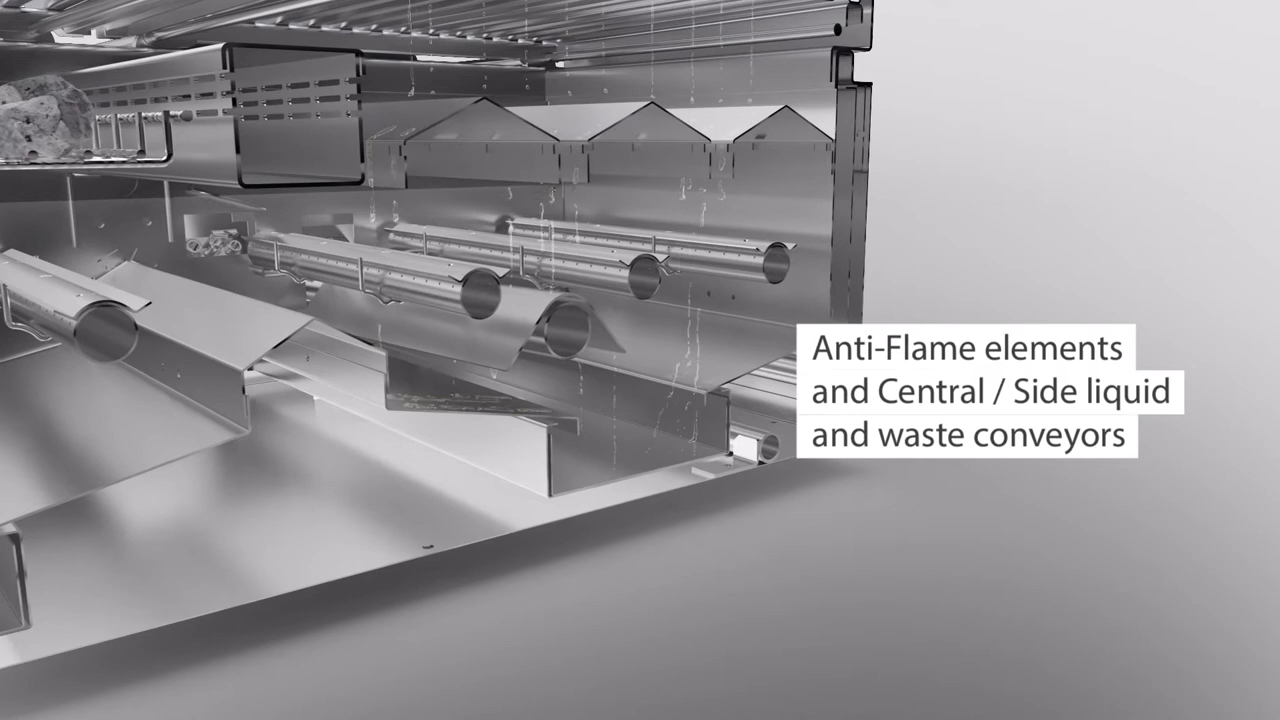 Anti-Flame elements
and Central / Side liquid
and waste conveyors